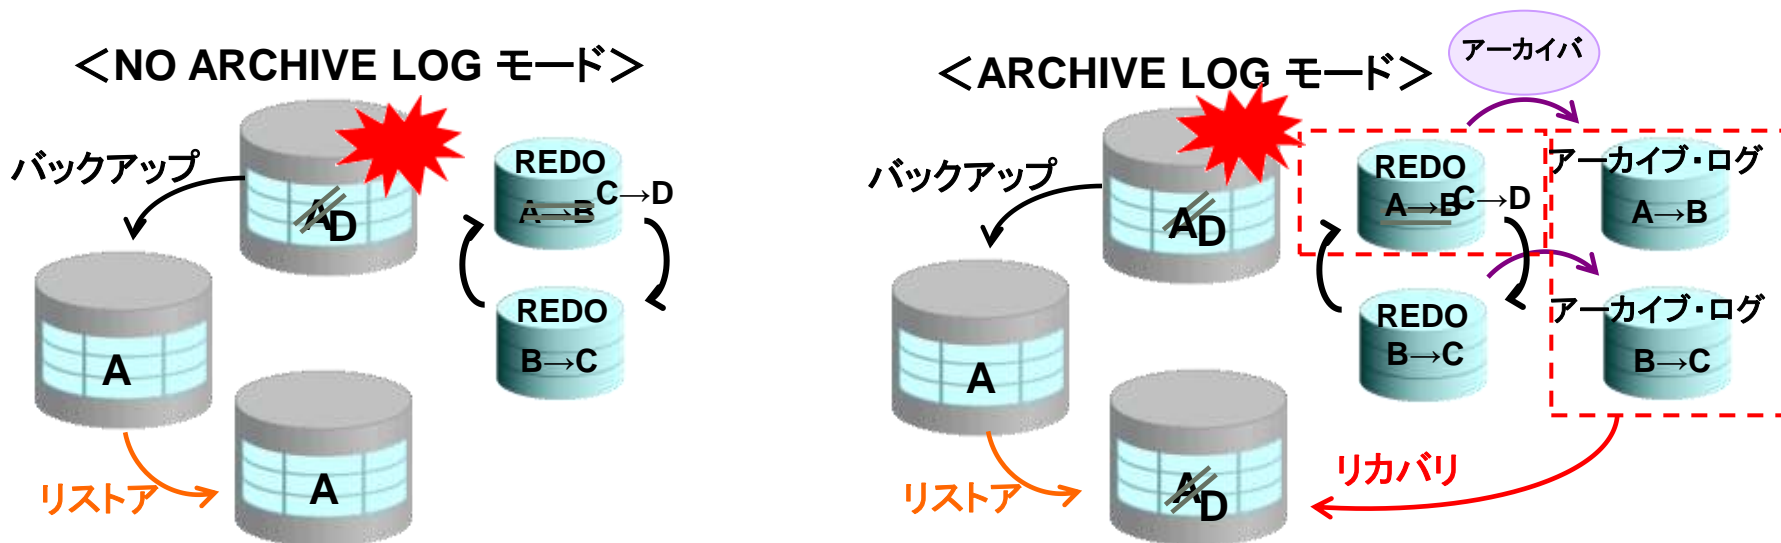 ＜NO ARCHIVE LOG モード＞
バックアップ
A
D
REDO
A→B
C→D
REDO
B→C
A
リストア
A
＜ARCHIVE LOG モード＞
アーカイバ
バックアップ
A
D
REDO
A→B
C→D
アーカイブ・ログ
A→B
REDO
B→C
アーカイブ・ログ
B→C
A
リストア
A
D
リカバリ